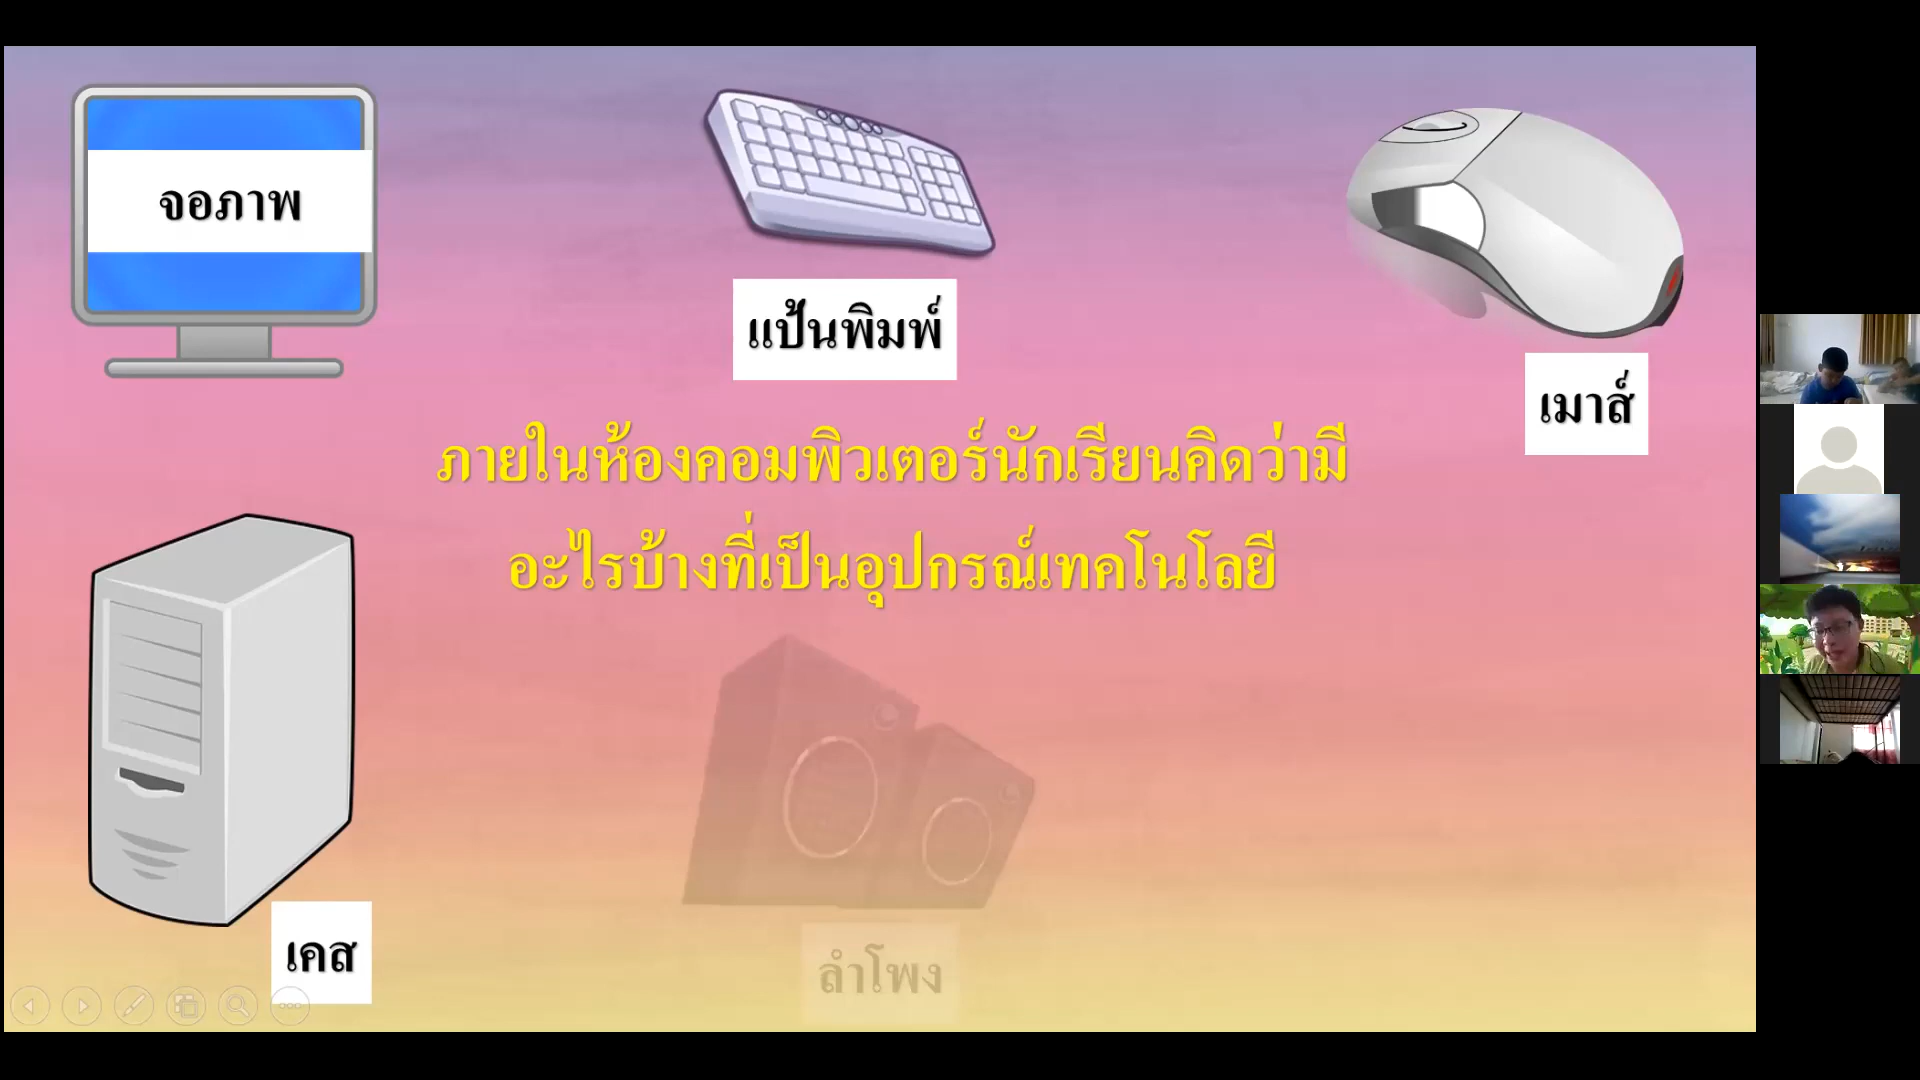 จอภาพ
แป้นพิมพ์
เมาส์
ภายในห้องคอมพิวเตอร์นักเรียนคิดว่ามี
อะไรบ้างที่เป็นอุปกรณ์เทคโนโลยี
เคส
ลำโพง